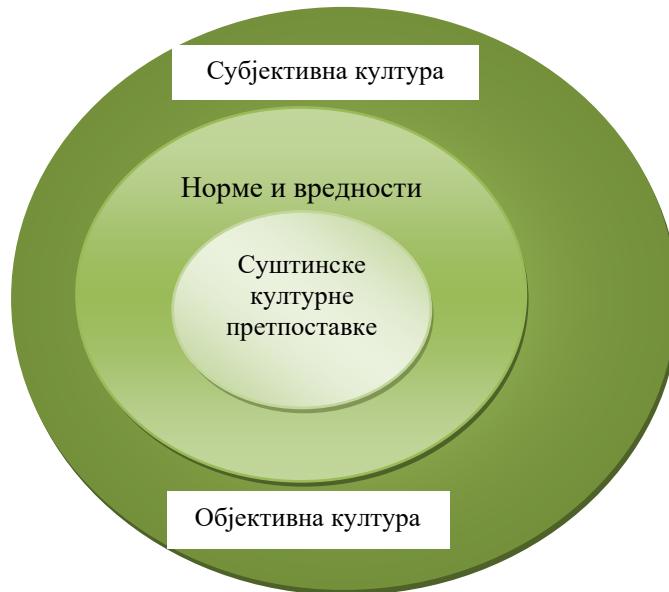 Субјективна култура
Норме и вредности
Суштинске
културне
претпоставке
Објективна култура